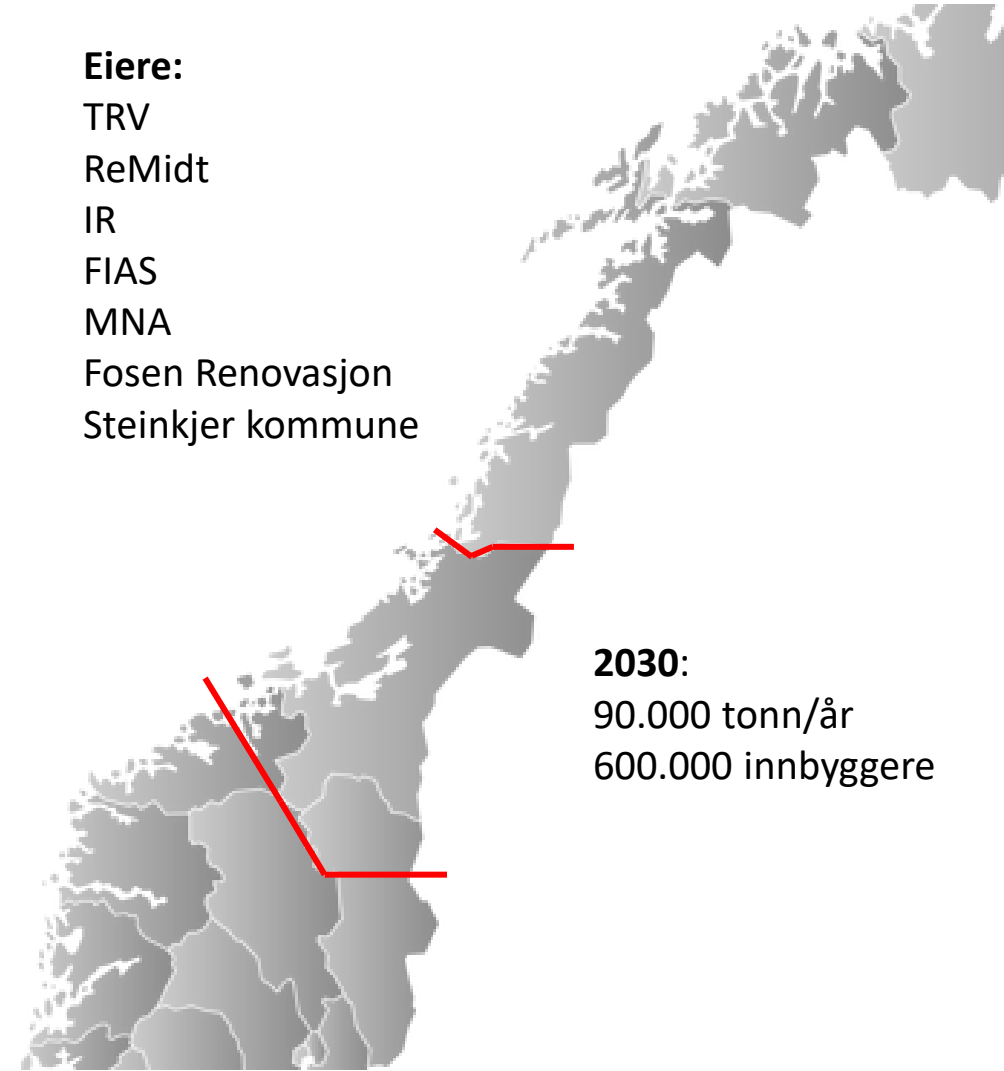 Eiere:
TRV
ReMidt
IR
FIAS
MNA
Fosen Renovasjon
Steinkjer kommune
2030:
90.000 tonn/år
600.000 innbyggere